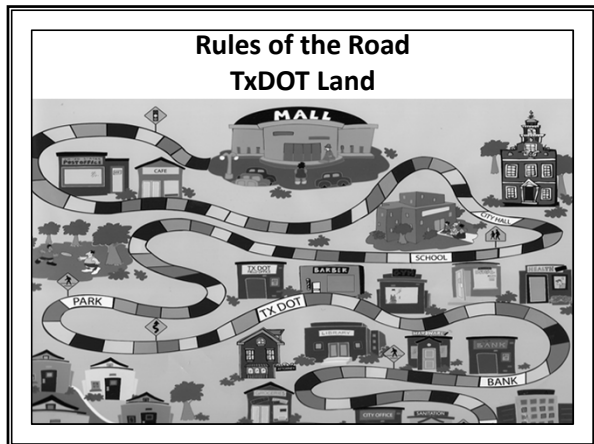 Rules of the Road
TxDOT Land
MALL
POST OFFICE
CAFE
CITY HALL
SCHOOL
TX DOT
BARBER
PARK
TX DOT
LIBRARY
BANK
BANK
CITY OFFICE
SANITATION